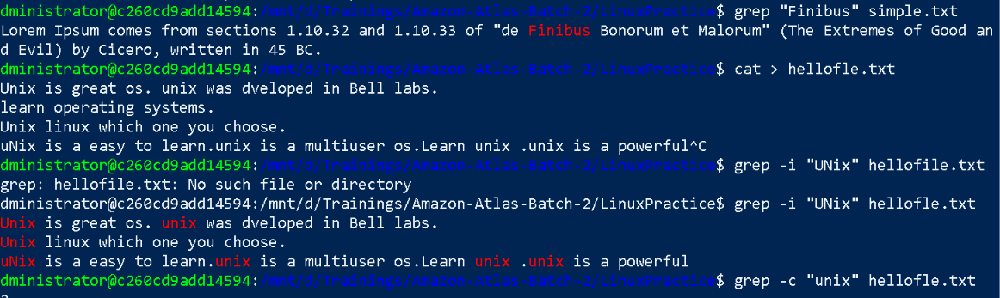 dministrator@c260cd9add14594:/mnt/d/Trainings/Amazon-Atlas-Batch-2/LinuxPractice$ grep "Finibus" simple.txt
Lorem Ipsum comes from sections 1.10.32 and 1.10.33 of "de Finibus Bonorum et Malorum" (The Extremes of Good an
d Evil) by Cicero, written in 45 BC.
dministrator@c260cd9add14594:/mnt/d/Trainings/Amazon-Atlas-Batch-2/LinuxPractice$ cat > hellofle.txt
Unix is great os. unix was dveloped in Bell labs.
learn operating systems.
Unix linux which one you choose.
uNix is a easy to learn.unix is a multiuser os.Learn unix .unix is a powerful^C
dministrator@c260cd9add14594:/mnt/d/Trainings/Amazon-Atlas-Batch-2/LinuxPractice$ grep -i "UNix" hellofile.txt
grep: hellofile.txt: No such file or directory
dministrator@c260cd9add14594:/mnt/d/Trainings/Amazon-Atlas-Batch-2/LinuxPractice$ grep -i "UNix" hellofle.txt
Unix is great os. unix was dveloped in Bell labs.
Unix linux which one you choose.
uNix is a easy to learn.unix is a multiuser os.Learn unix .unix is a powerful
dministrator@c260cd9add14594:/mnt/d/Trainings/Amazon-Atlas-Batch-2/LinuxPractice$ grep -c "unix" hellofle.txt